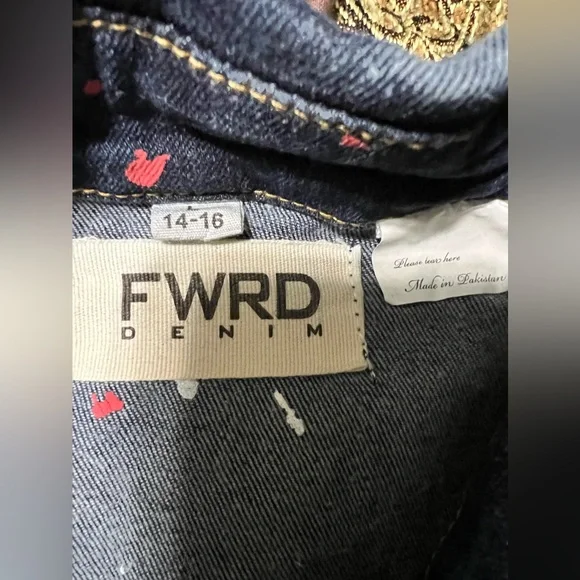 14-16
FWRD
DENIM
Please tear here
Made in Pakistan